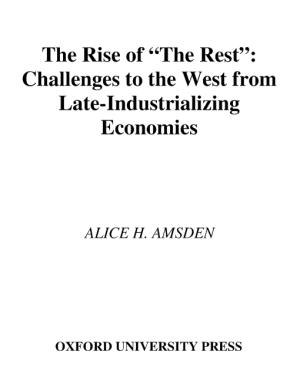 The Rise of “The Rest”:
Challenges to the West from
Late-Industrializing
Economies
ALICE H. AMSDEN
OXFORD UNIVERSITY PRESS